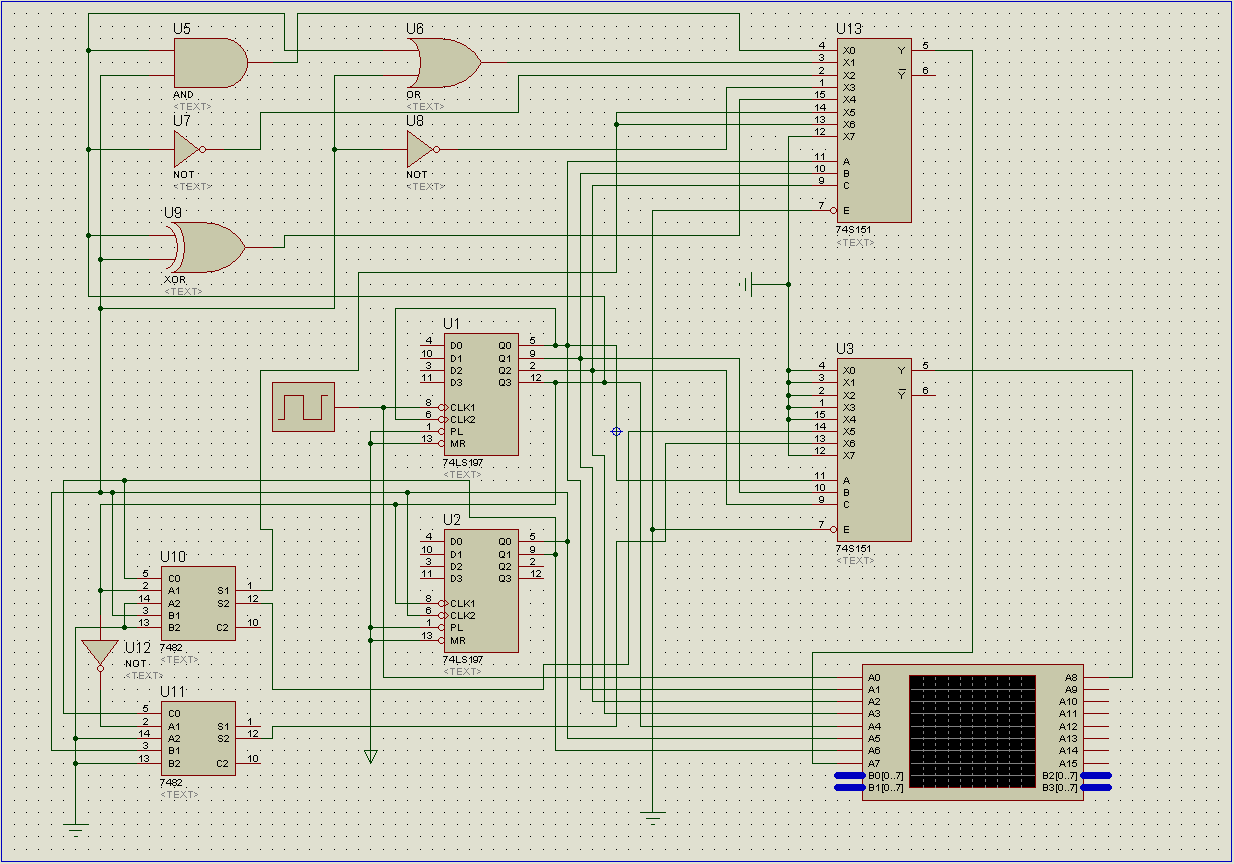 U5
AND
<TEXT>
U6
OR
<TEXT>
U7
NOT
<TEXT>
U8
NOT
<TEXT>
U9
XOR
<TEXT>
U13
4 X0 Y 5
3 X1
2 X2 Y 6
1 X3
15 X4
14 X5
13 X6
12 X7
11 A
10 B
9 C
7 E
74S151
<TEXT>
U1
4 D0 Q0 5
10 D1 Q1 9
3 D2 Q2 2
11 D3 Q3 12
8 CLK1
6 CLK2
1 PL
13 MR
74LS197
<TEXT>
U3
4 X0 Y 5
3 X1
2 X2 Y 6
1 X3
15 X4
14 X5
13 X6
12 X7
11 A
10 B
9 C
7 E
74S151
<TEXT>
U2
4 D0 Q0 5
10 D1 Q1 9
3 D2 Q2 2
11 D3 Q3 12
8 CLK1
6 CLK2
1 PL
13 MR
74LS197
<TEXT>
U10
5 C0
2 A1 S1 1
14 A2 S2 12
3 B1
13 B2 C2 10
7482
<TEXT>
U12
NOT
<TEXT>
U11
5 C0
2 A1 S1 1
14 A2 S2 12
3 B1
13 B2 C2 10
7482
<TEXT>
A0 A8
A1 A9
A2 A10
A3 A11
A4 A12
A5 A13
A6 A14
A7 A15
B0[0..7] B2[0..7]
B1[0..7] B3[0..7]